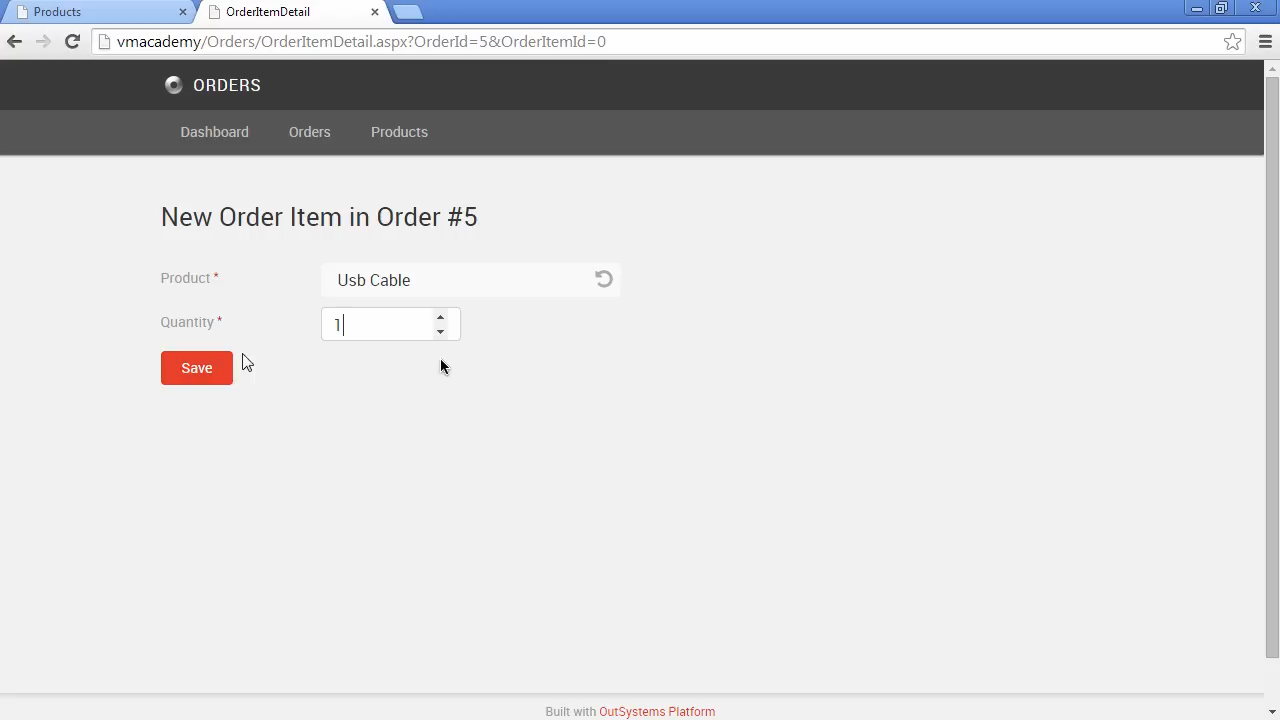 Products
OrderItemDetail
vmacademy/Orders/OrderItemDetail.aspx?OrderId=5&OrderItemId=0
ORDERS
Dashboard Orders Products
New Order Item in Order #5
Product * Usb Cable
Quantity * 1
Save
Built with OutSystems Platform